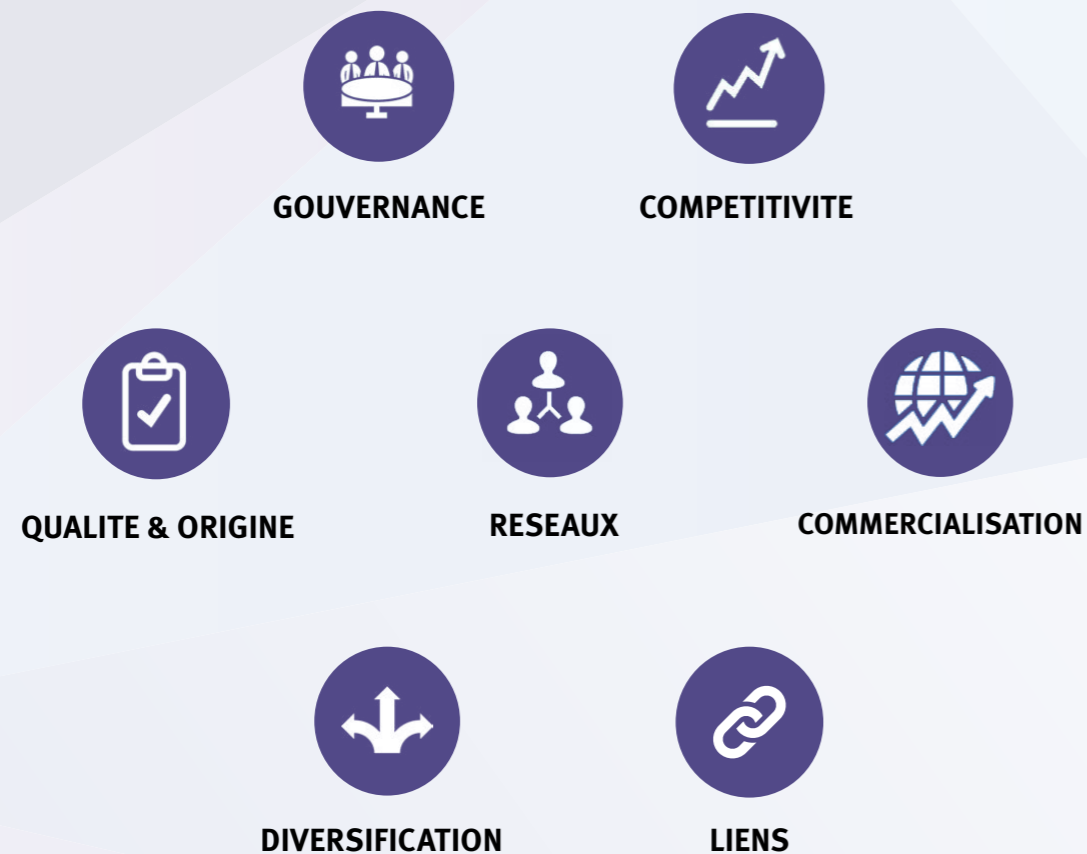 GOUVERNANCE
COMPETITIVITE
QUALITE & ORIGINE
RESEAUX
COMMERCIALISATION
DIVERSIFICATION
LIENS